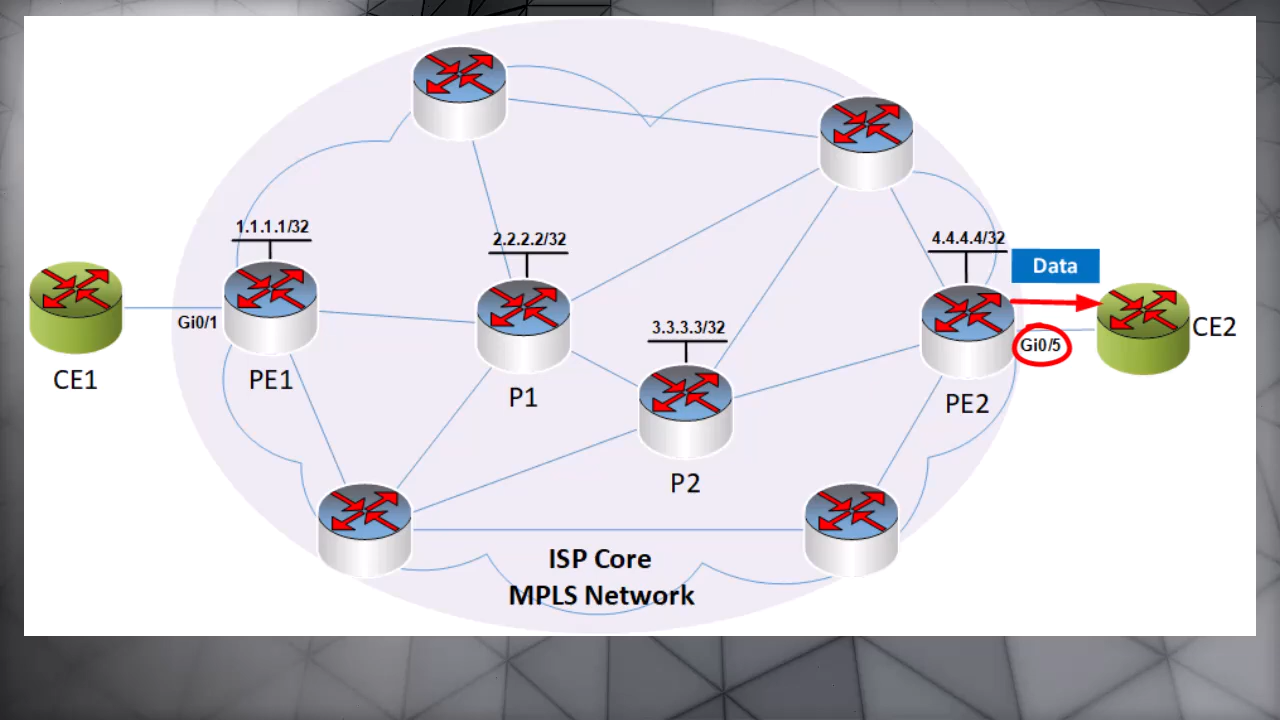 1.1.1.1/32
2.2.2.2/32
4.4.4.4/32
Data
Gi0/1
3.3.3.3/32
Gi0/5
CE2
CE1
PE1
P1
PE2
P2
ISP Core
MPLS Network